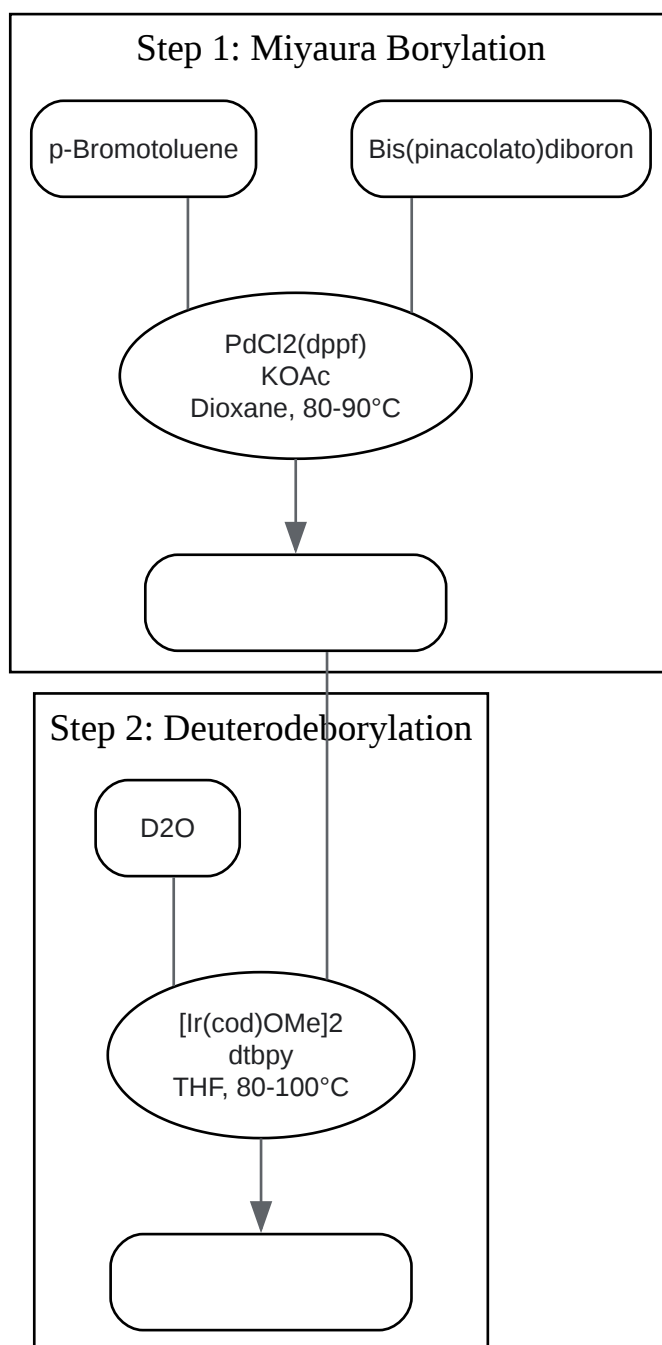 Step 1: Miyaura Borylation
p-Bromotoluene
Bis(pinacolato)diboron
PdCl2(dppf)
KOAc
Dioxane, 80-90°C
Step 2: Deuterodeborylation
D2O
[Ir(cod)OMe]2
dtbpy
THF, 80-100°C